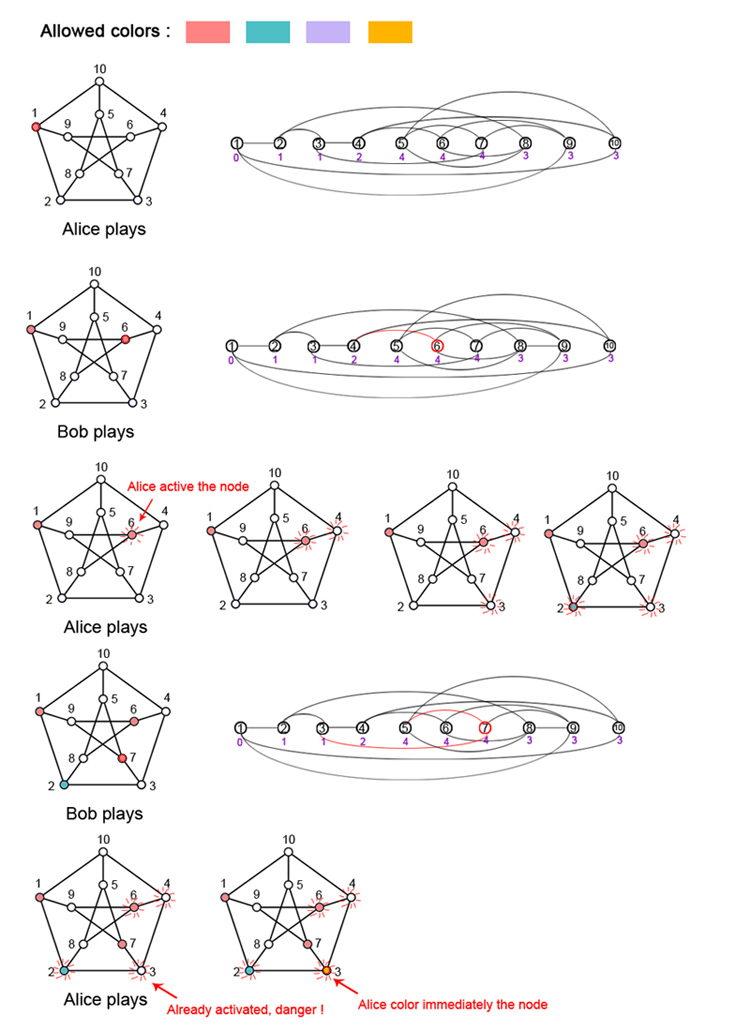 Allowed colors :
10
1 5 4
9 6
8 7
2 3
1 2 3 4 5 6 7 8 9 10
0 1 1 2 4 4 4 3 3 3
Alice plays
10
1 5 4
9 6
8 7
2 3
1 2 3 4 5 6 7 8 9 10
0 1 1 2 4 4 4 3 3 3
Bob plays
Alice active the node
10
1 5 4
9 6
8 7
2 3
10
1 5 4
9 6
8 7
2 3
10
1 5 4
9 6
8 7
2 3
10
1 5 4
9 6
8 7
2 3
Alice plays
10
1 5 4
9 6
8 7
2 3
1 2 3 4 5 6 7 8 9 10
0 1 1 2 4 4 4 3 3 3
Bob plays
10
1 5 4
9 6
8 7
2 3
10
1 5 4
9 6
8 7
2 3
Alice plays
Already activated, danger !
Alice color immediately the node